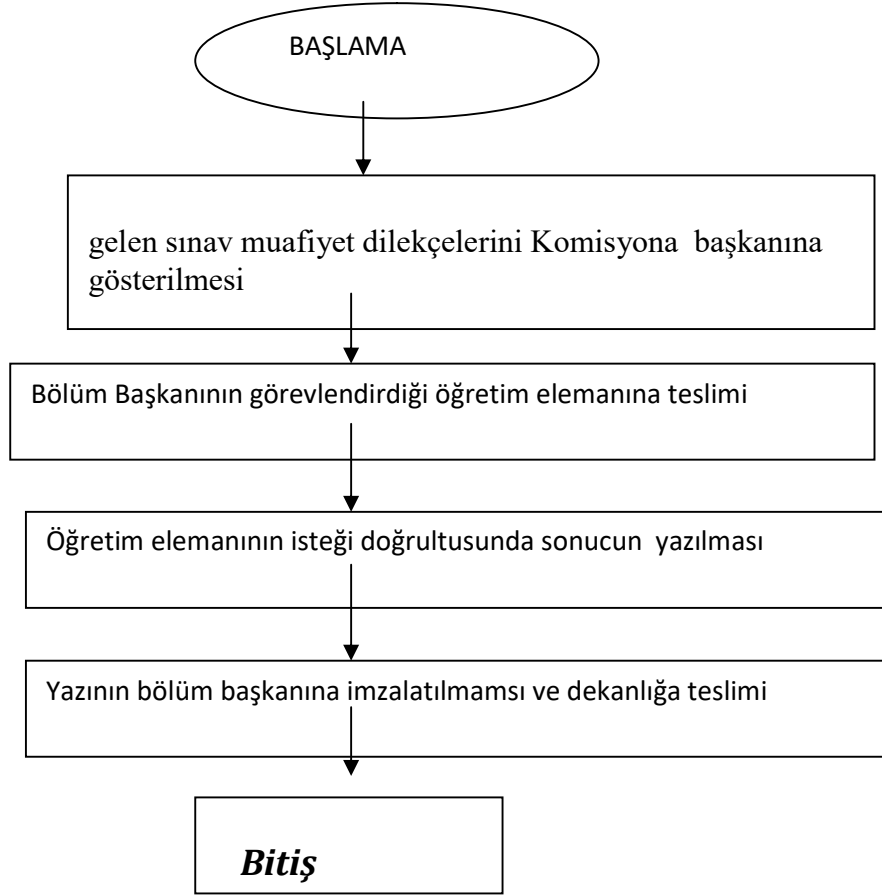 BAŞLAMA
gelen sınav muafiyet dilekçelerini Komisyona başkanına
gösterilmesi
Bölüm Başkanının görevlendirdiği öğretim elemanına teslimi
Öğretim elemanının isteği doğrultusunda sonucun yazılması
Yazının bölüm başkanına imzalatılmamsı ve dekanlığa teslimi
Bitiş